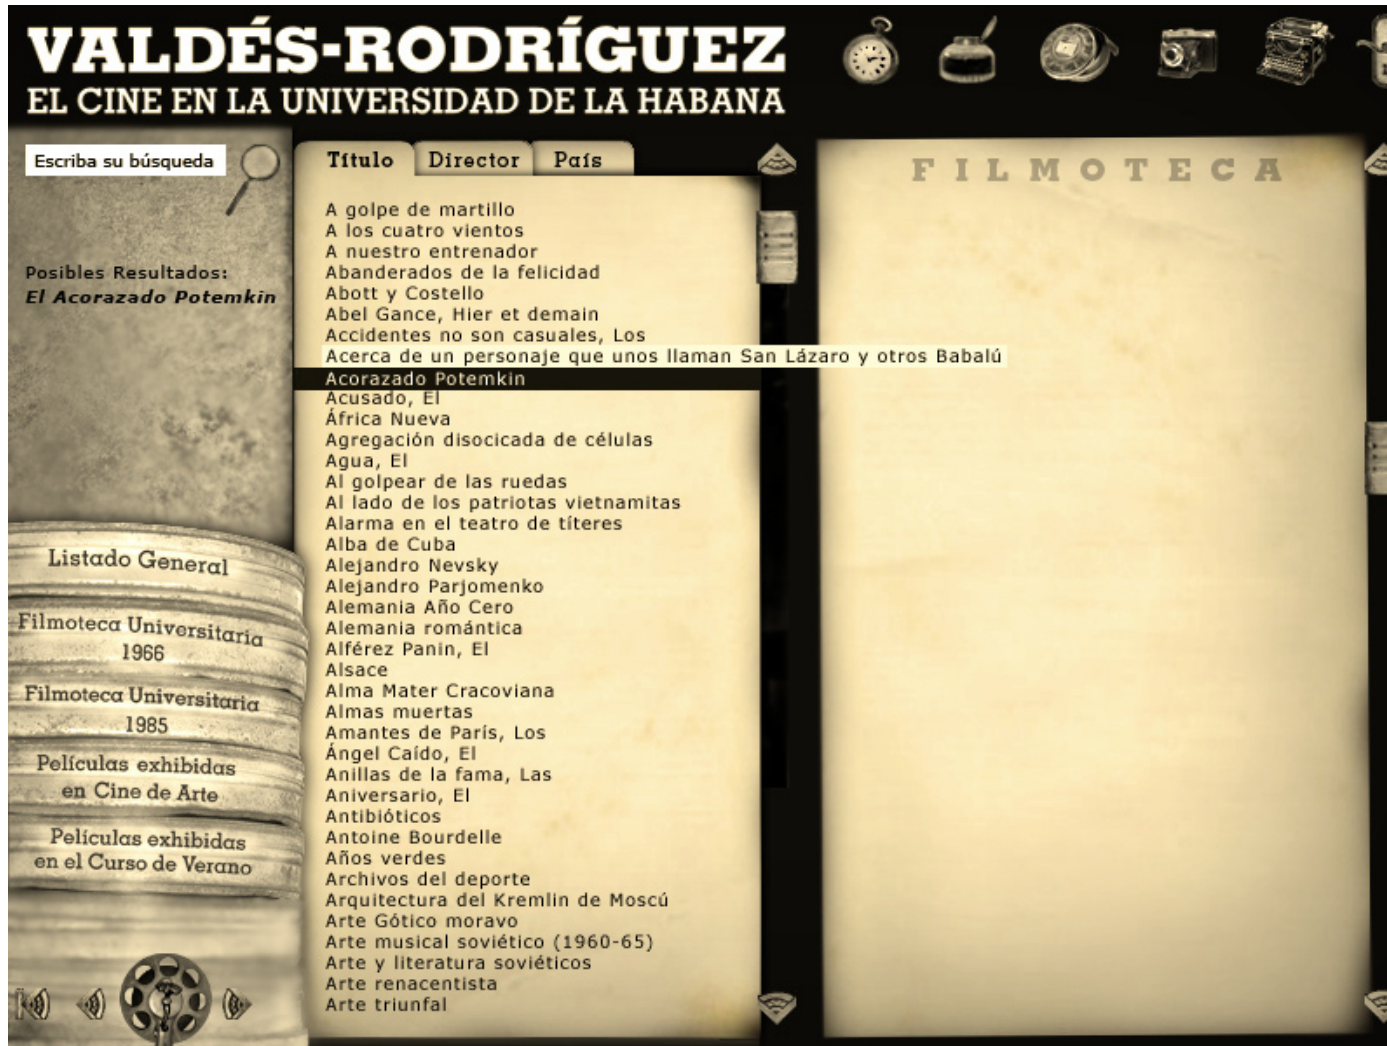 VALDÉS-RODRÍGUEZ
EL CINE EN LA UNIVERSIDAD DE LA HABANA
Escriba su búsqueda
Posibles Resultados:
El Acorazado Potemkin
Listado General
Filmoteca Universitaria
1966
Filmoteca Universitaria
1985
Películas exhibidas
en Cine de Arte
Películas exhibidas
en el Curso de Verano
Título Director País
A golpe de martillo
A los cuatro vientos
A nuestro entrenador
Abanderados de la felicidad
Abott y Costello
Abel Gance, Hier et demain
Accidentes no son casuales, Los
Acerca de un personaje que unos llaman San Lázaro y otros Babalú
Acorazado Potemkin
Acusado, El
África Nueva
Agregación disocicada de células
Agua, El
Al golpear de las ruedas
Al lado de los patriotas vietnamitas
Alarma en el teatro de títeres
Alba de Cuba
Alejandro Nevsky
Alejandro Parjomenko
Alemania Año Cero
Alemania romántica
Alférez Panin, El
Alsace
Alma Mater Cracoviana
Almas muertas
Amantes de París, Los
Ángel Caído, El
Anillas de la fama, Las
Aniversario, El
Antibióticos
Antoine Bourdelle
Años verdes
Archivos del deporte
Arquitectura del Kremlin de Moscú
Arte Gótico moravo
Arte musical soviético (1960-65)
Arte y literatura soviéticos
Arte renacentista
Arte triunfal
FILMOTECA